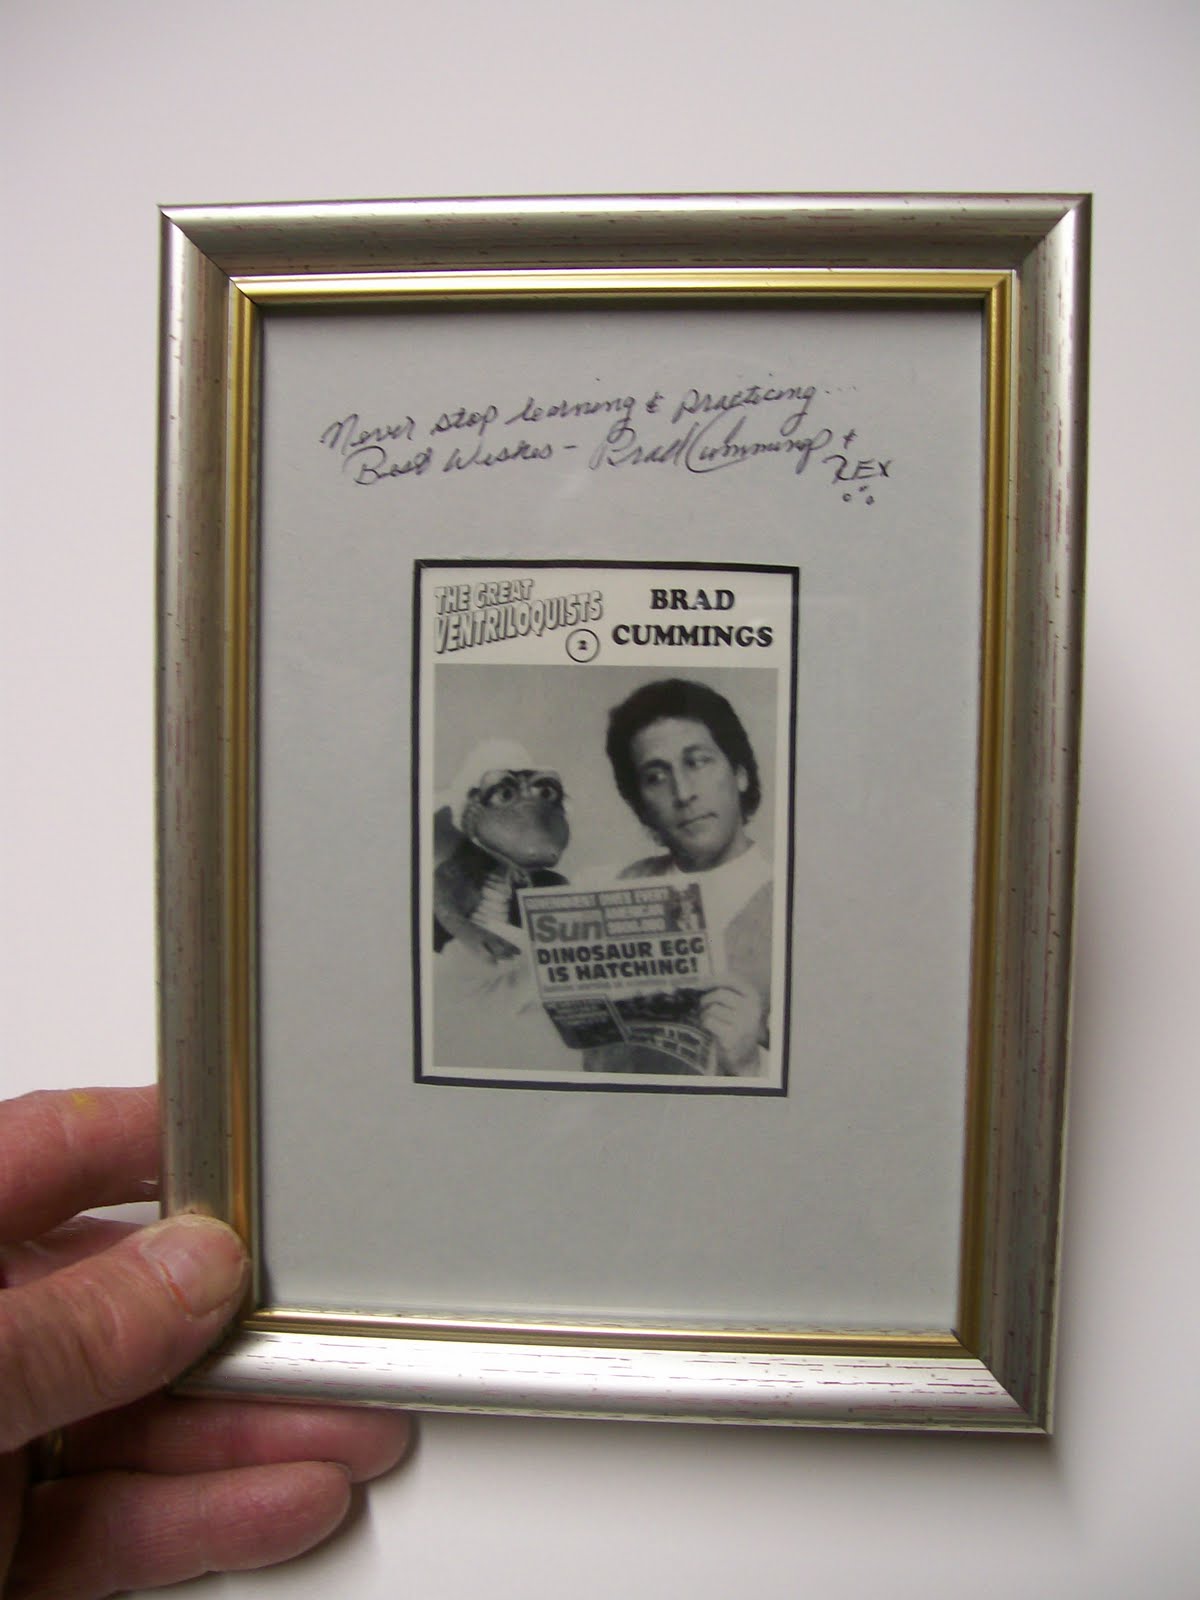 Never stop learning & practicing...
Best Wishes - Brad Cummings &
REX
THE GREAT
VENTRILOQUISTS
2
BRAD
CUMMINGS
Sun
AMERICAN
DINOSAUR EGG
IS HATCHING!